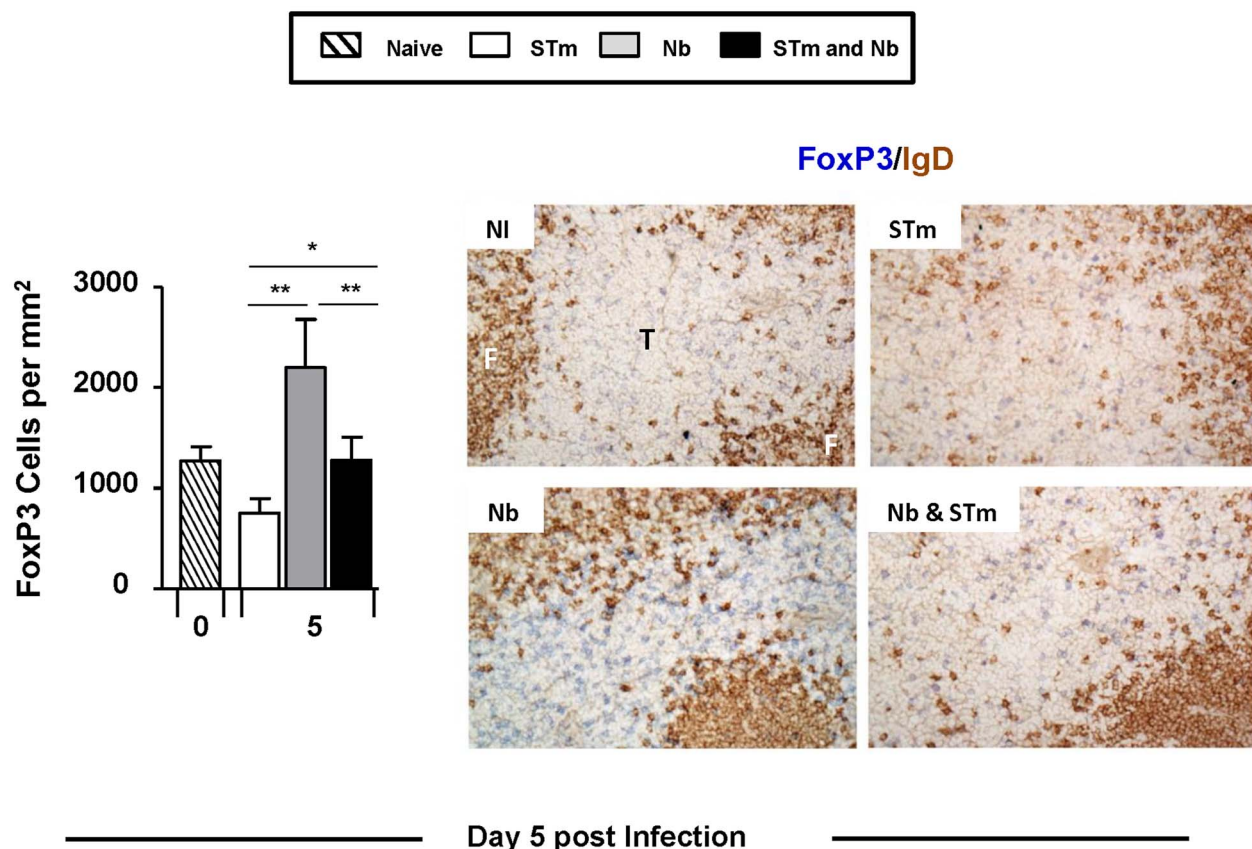 Naive STm Nb STm and Nb
FoxP3/IgD
FoxP3 Cells per mm²
3000
2000
1000
0
*
** **
0 5
NI
F
T
F
STm
Nb
Nb & STm
Day 5 post Infection